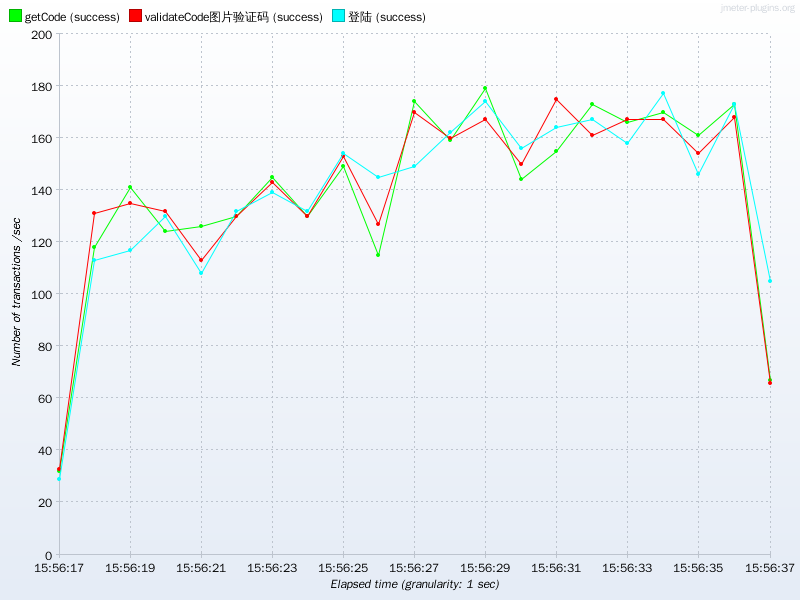 jmeter-plugins.org
getCode (success) validateCode图片验证码 (success) 登陆 (success)
200
180
160
140
120
100
80
60
40
20
0
Number of transactions /sec
15:56:17 15:56:19 15:56:21 15:56:23 15:56:25 15:56:27 15:56:29 15:56:31 15:56:33 15:56:35 15:56:37
Elapsed time (granularity: 1 sec)